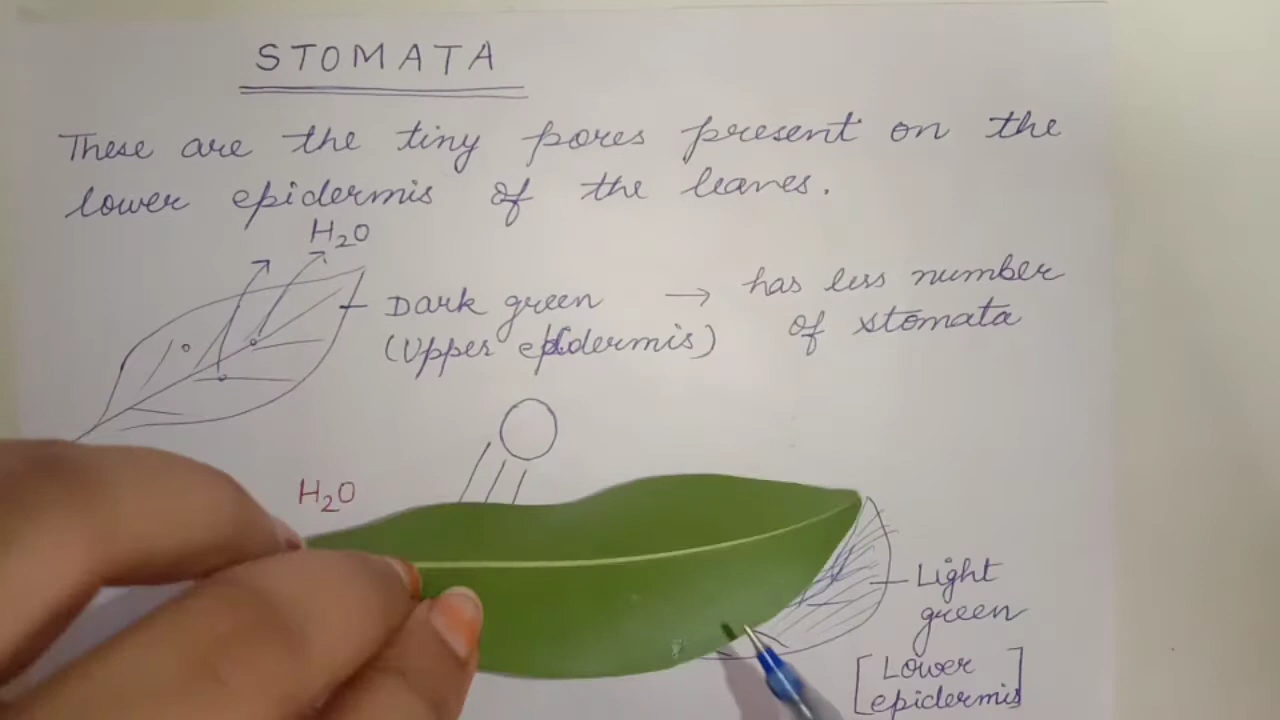 STOMATA
These are the tiny pores present on the
lower epidermis of the leaves.
H₂O
Dark green → has less number
(Upper epidermis) of stomata
H₂O
Light
green
[Lower
epidermis]